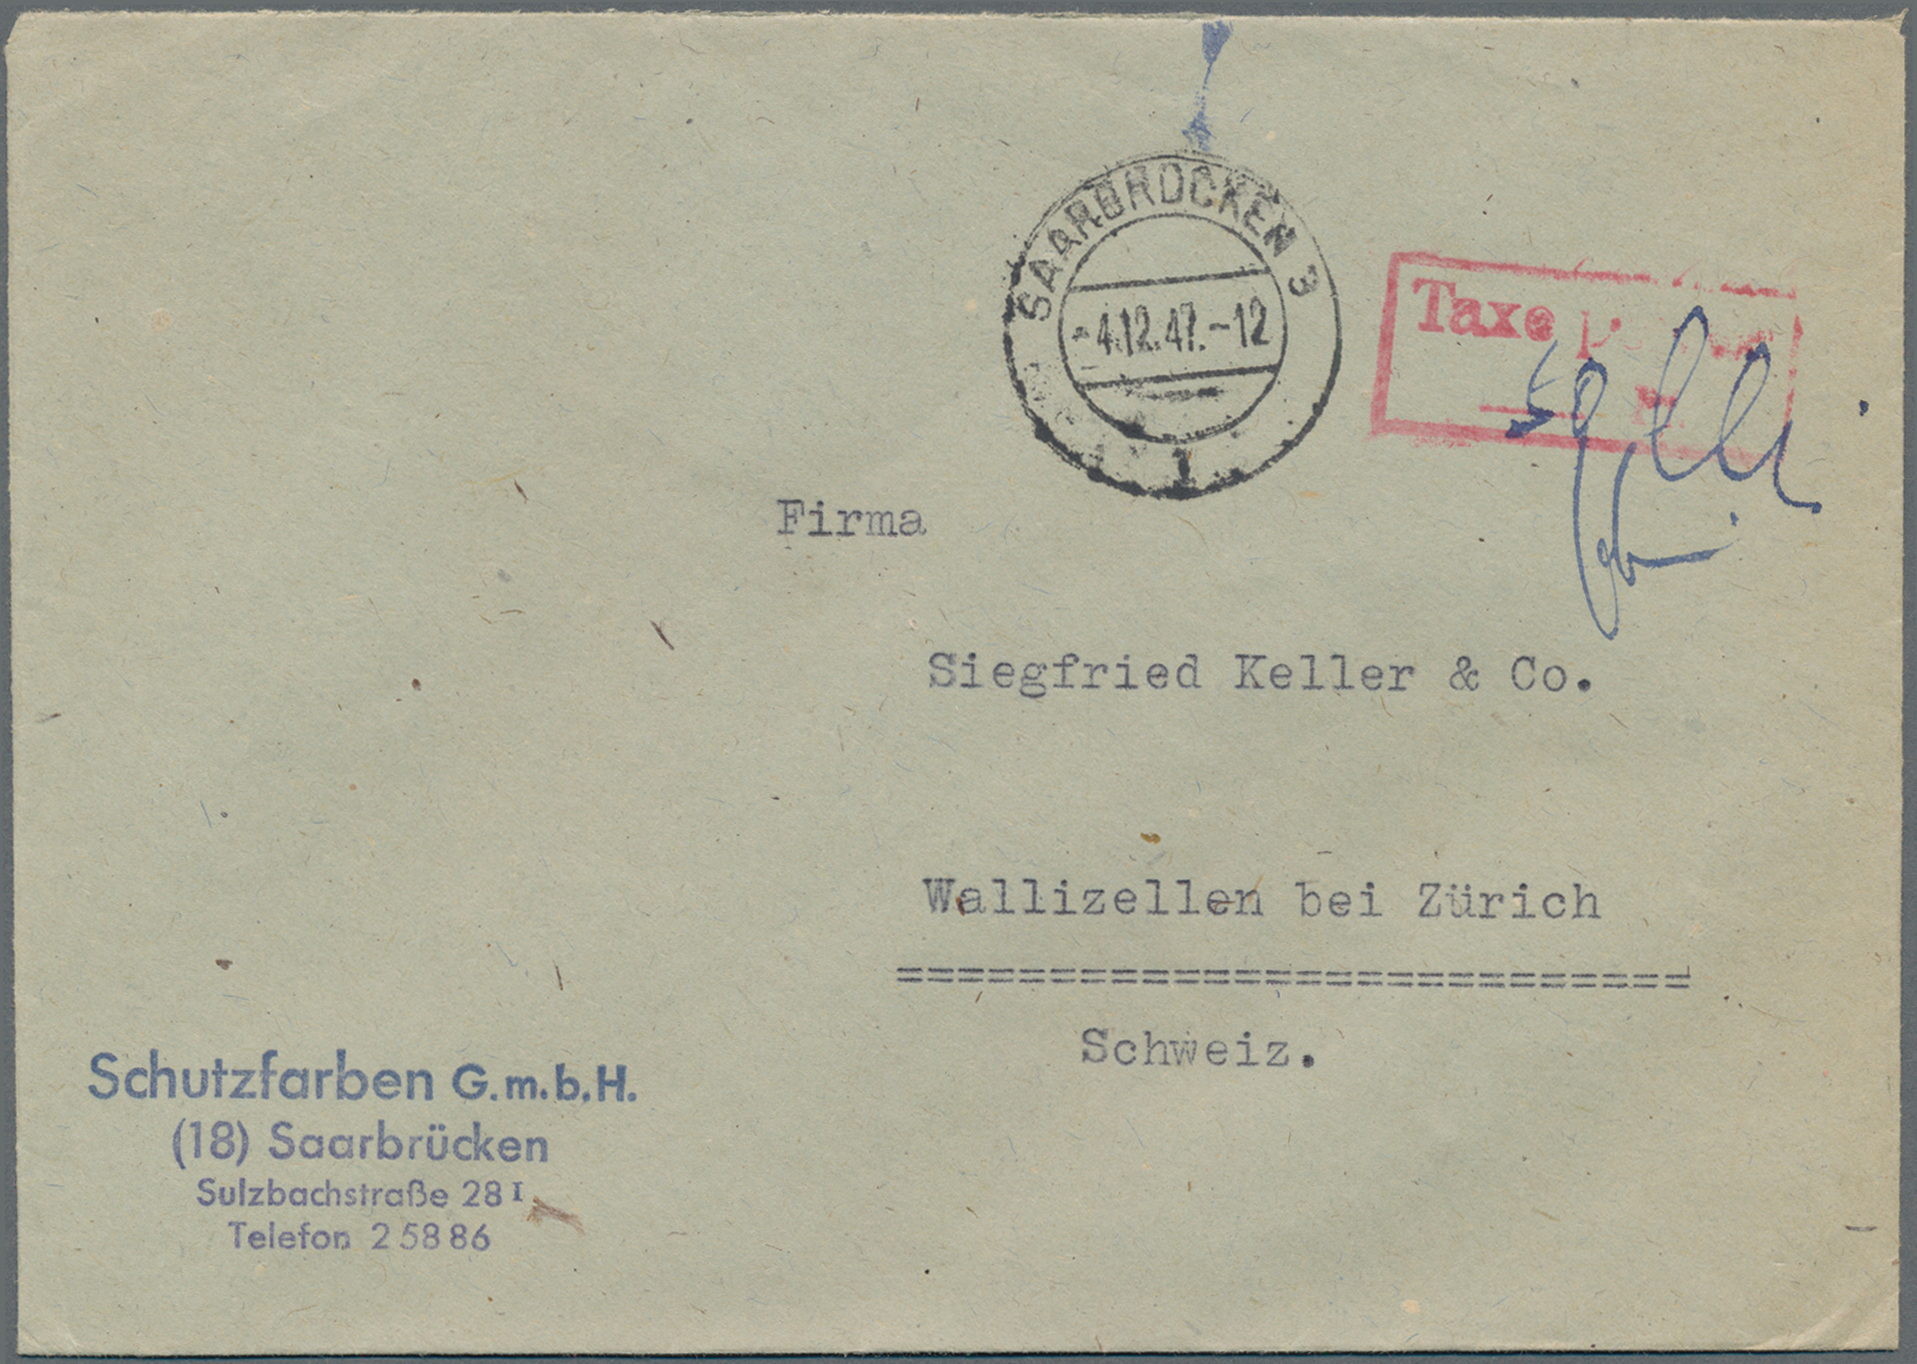 SAARBRÜCKEN 3
-4.12.47.-12
1
Taxe
Firma
Siegfried Keller & Co.
Wallizellen bei Zürich
==========================
Schweiz.
Schutzfarben G.m.b.H.
(18) Saarbrücken
Sulzbachstraße 28 I
Telefon 2 58 86